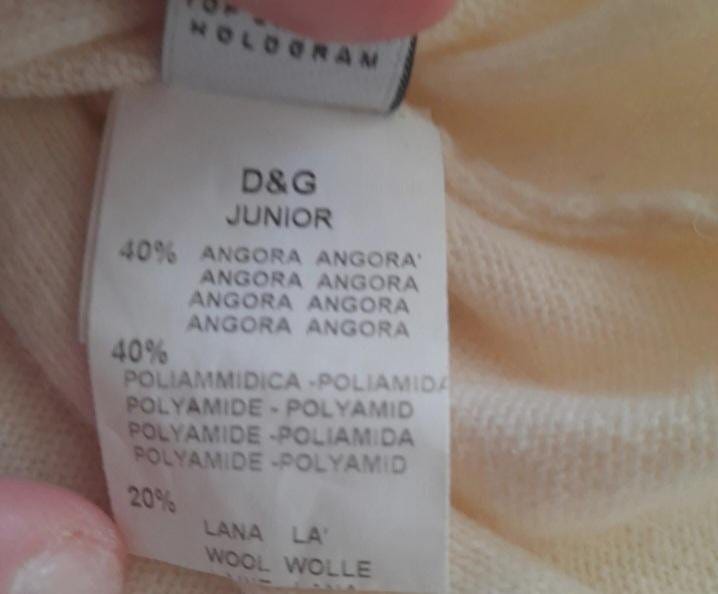 HOLOGRAM
D&G
JUNIOR
40% ANGORA ANGORA'
ANGORA ANGORA
ANGORA ANGORA
ANGORA ANGORA
40%
POLIAMMIDICA -POLIAMIDA
POLYAMIDE - POLYAMID
POLYAMIDE -POLIAMIDA
POLYAMIDE -POLYAMID
20%
LANA LA'
WOOL WOLLE